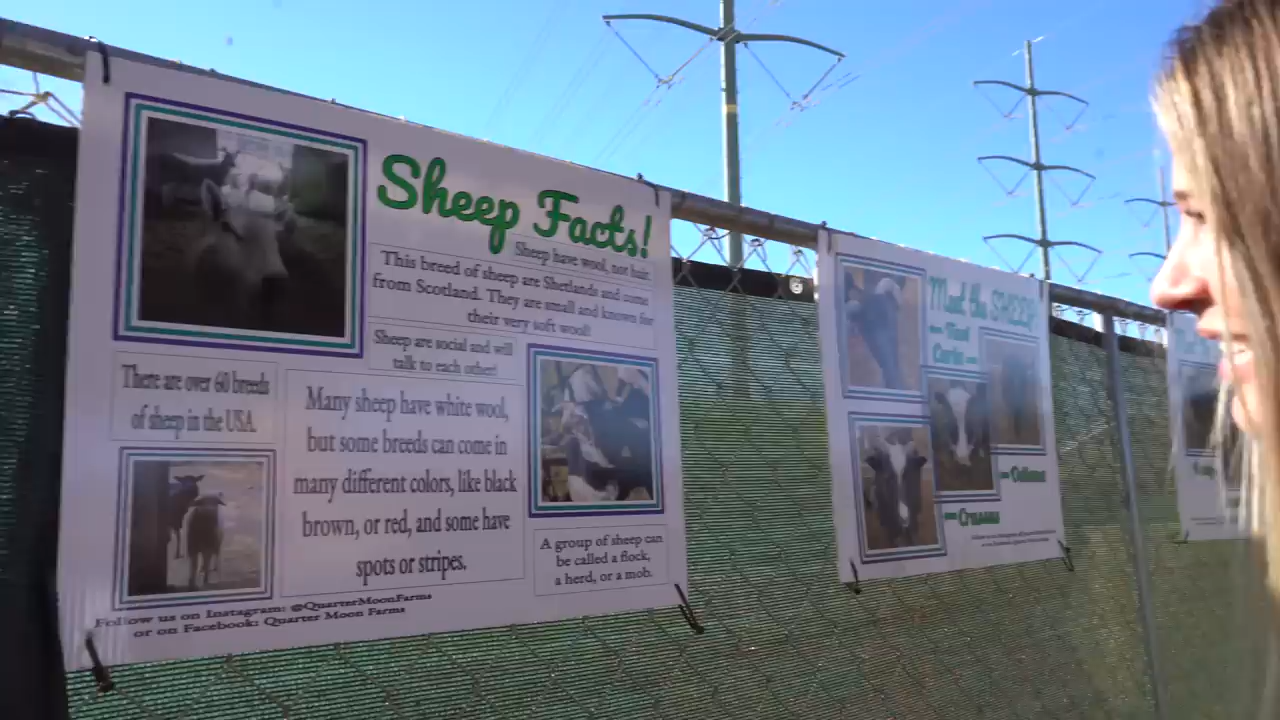 Sheep Facts!
Sheep have wool, not hair.
This breed of sheep are Shetlands and come
from Scotland. They are small and known for
their very soft wool!
Sheep are social and will
talk to each other!
There are over 60 breeds
of sheep in the USA.
Many sheep have white wool,
but some breeds can come in
many different colors, like black
brown, or red, and some have
spots or stripes.
A group of sheep can
be called a flock,
a herd, or a mob.
Follow us on Instagram: @QuarterMoonFarms
or on Facebook: Quarter Moon Farms
Meet the SHEEP!